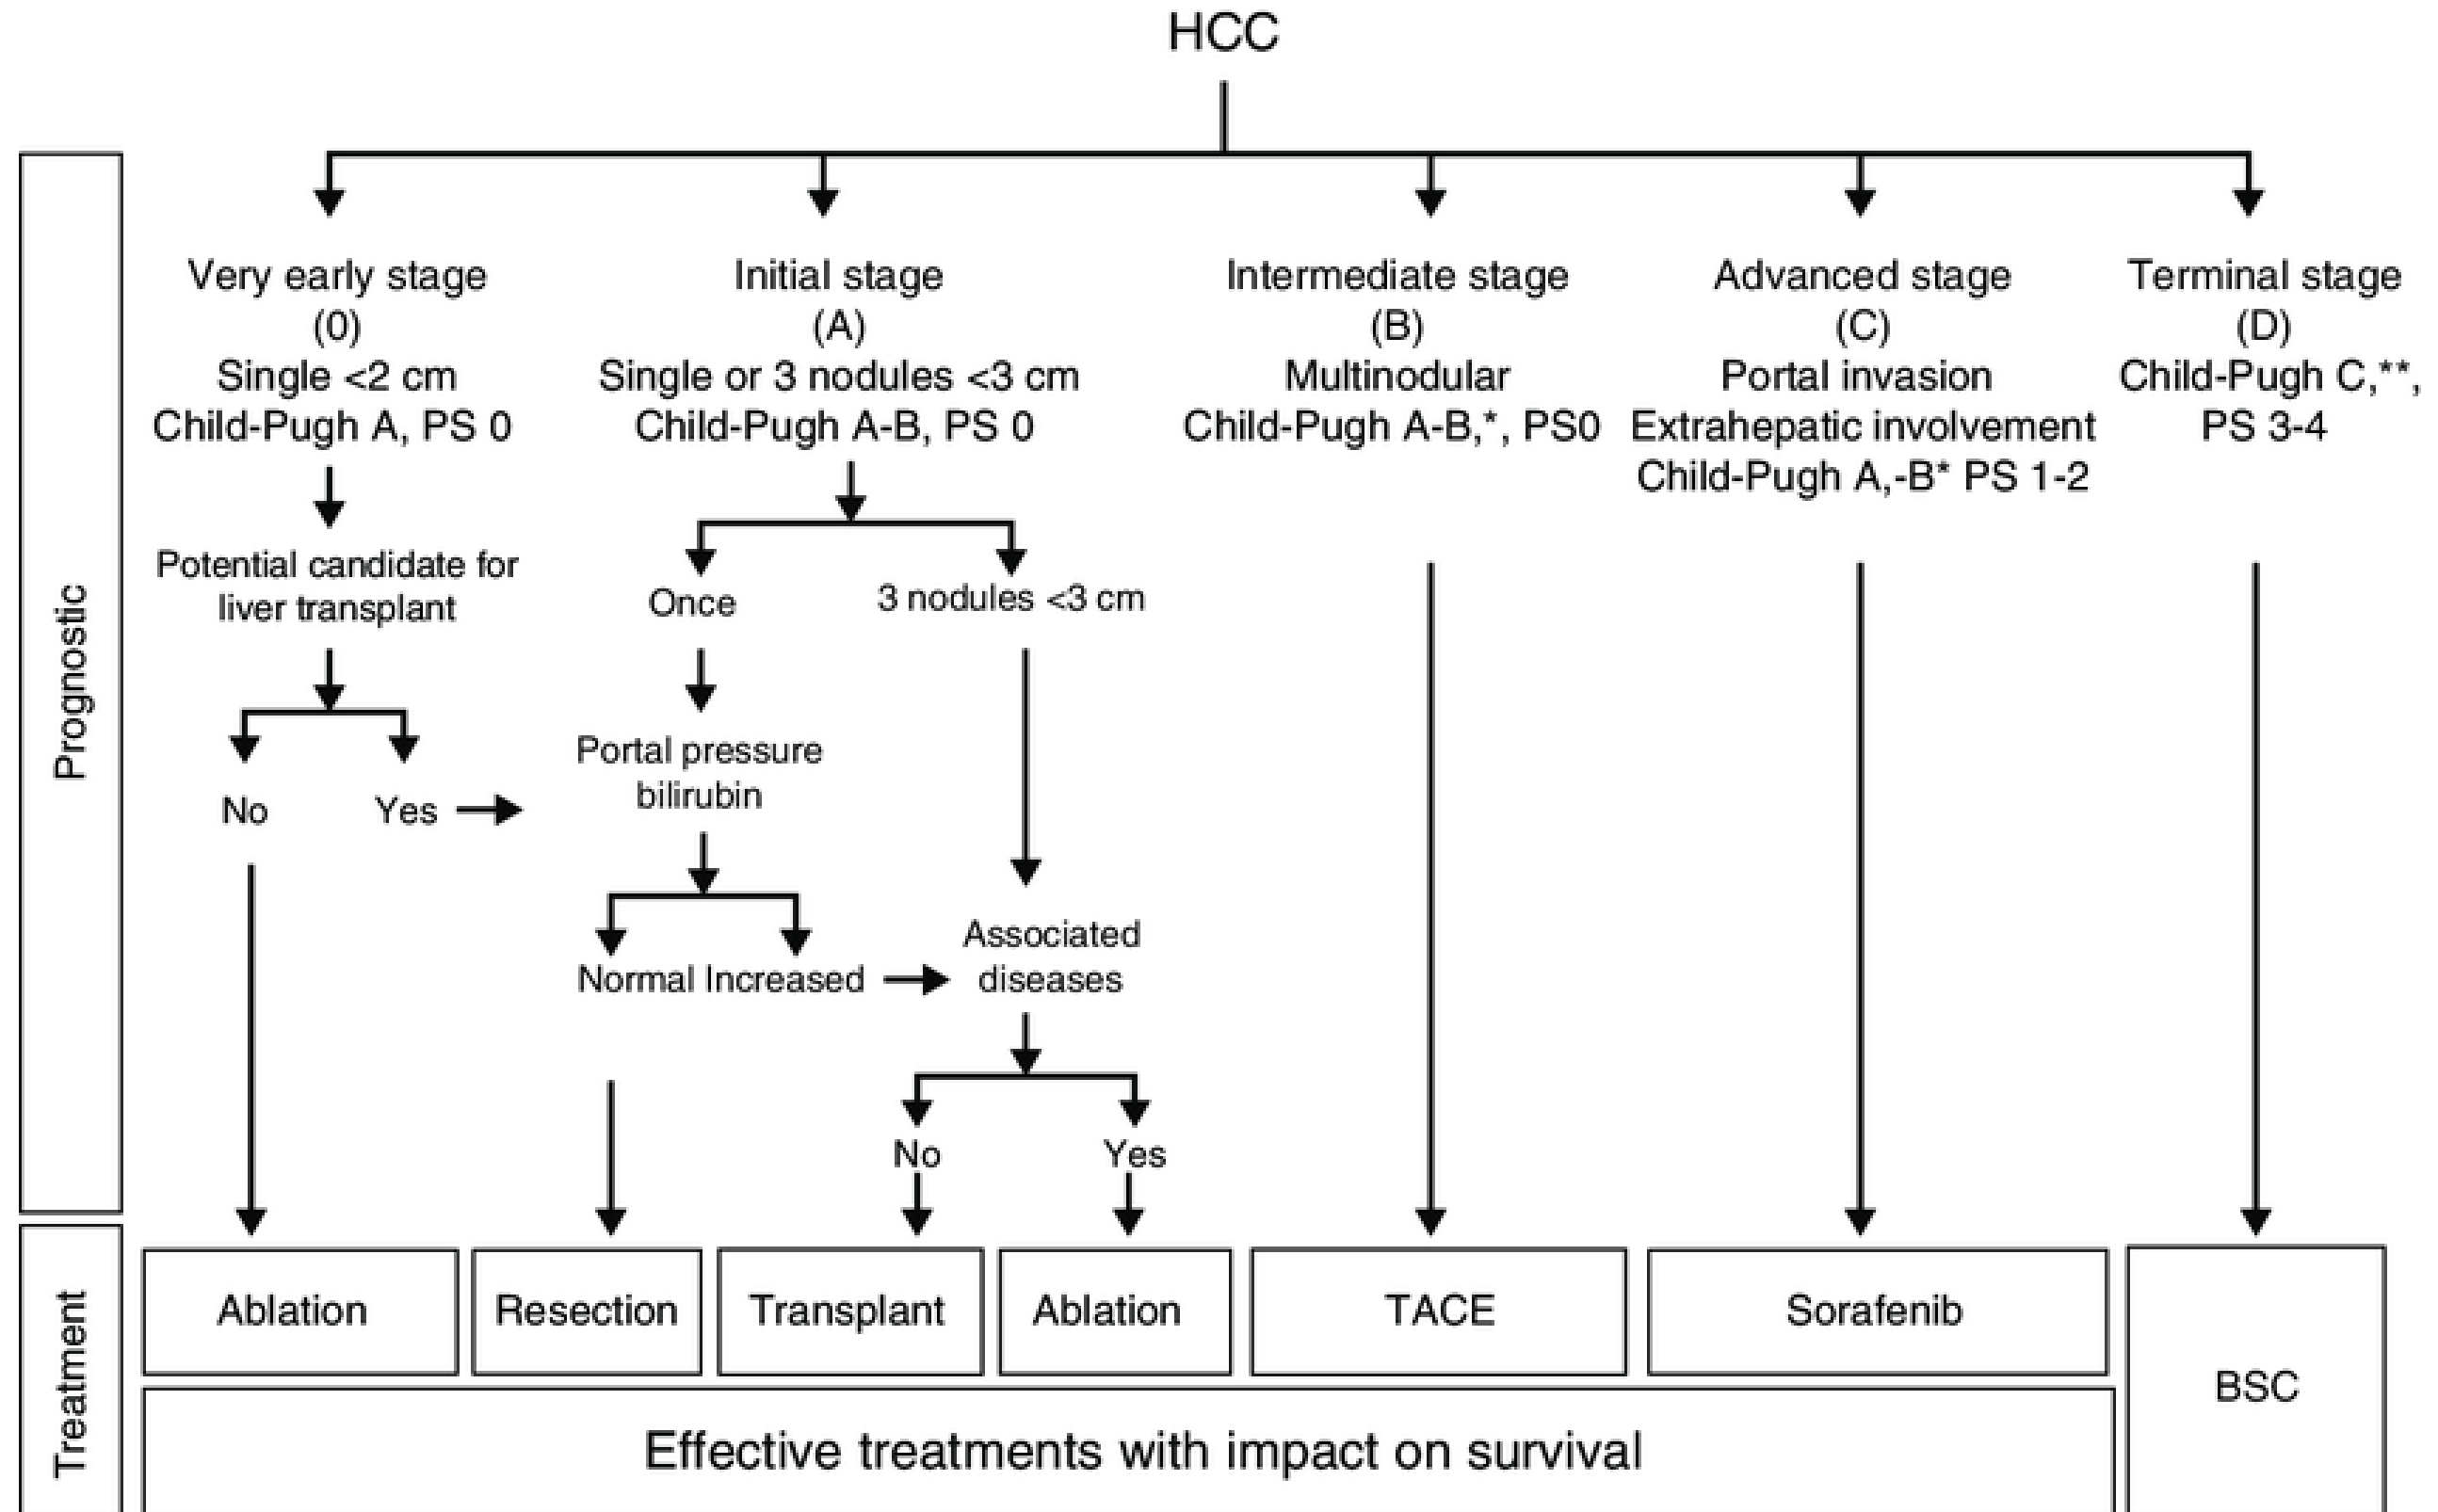 HCC
Prognostic
Very early stage
(0)
Single <2 cm
Child-Pugh A, PS 0
Initial stage
(A)
Single or 3 nodules <3 cm
Child-Pugh A-B, PS 0
Intermediate stage
(B)
Multinodular
Child-Pugh A-B,*, PS0
Advanced stage
(C)
Portal invasion
Extrahepatic involvement
Child-Pugh A,-B* PS 1-2
Terminal stage
(D)
Child-Pugh C,**,
PS 3-4
Potential candidate for
liver transplant
No
Yes
Once
3 nodules <3 cm
Portal pressure
bilirubin
Normal
Increased
Associated
diseases
No
Yes
Treatment
Ablation
Resection
Transplant
Ablation
TACE
Sorafenib
BSC
Effective treatments with impact on survival